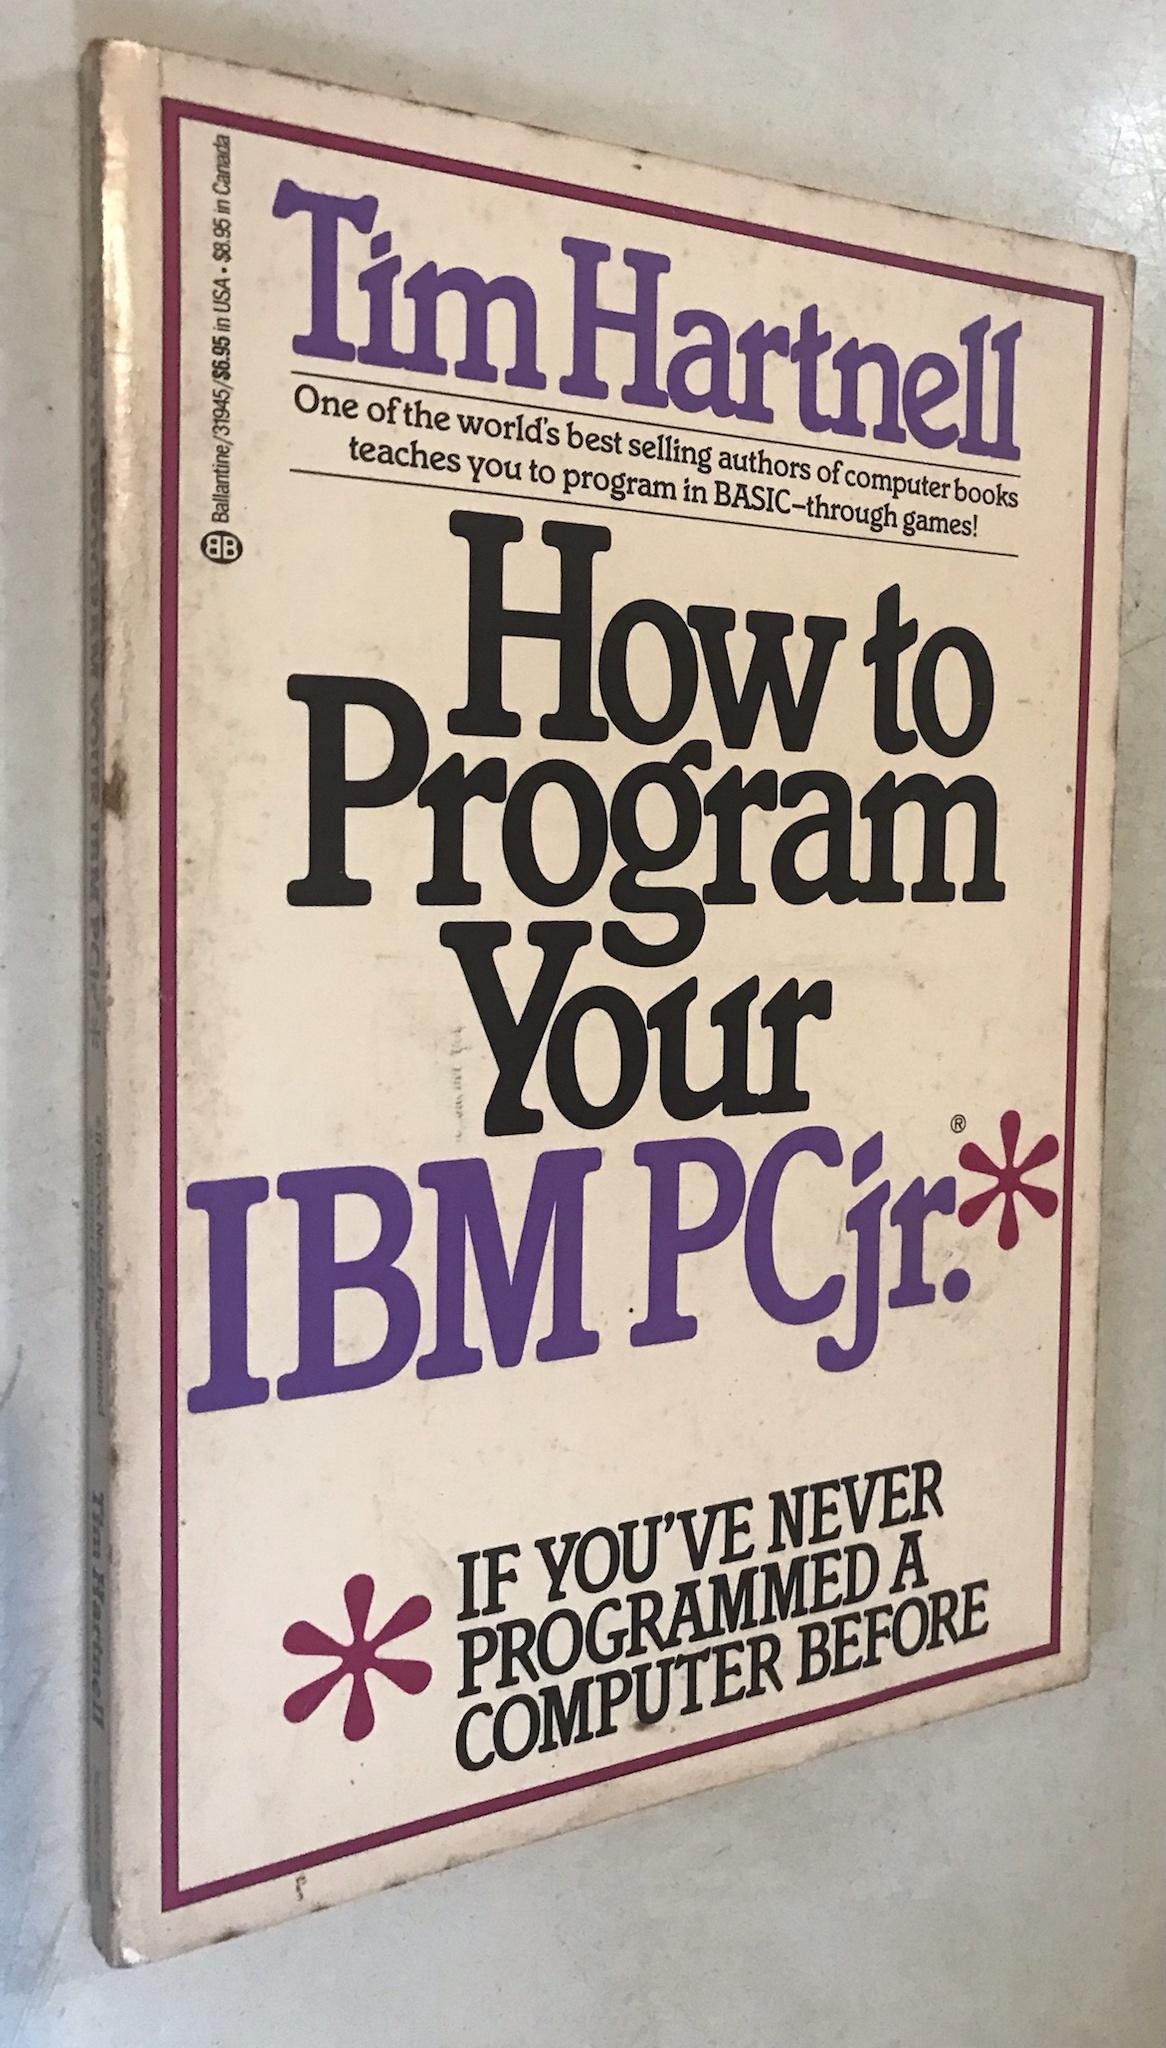 Ballantine/31945/$6.95 in USA • $8.95 in Canada
BB
Tim Hartnell
One of the world's best selling authors of computer books
teaches you to program in BASIC–through games!
How to
Program
Your
IBM PCjr.®*
* IF YOU'VE NEVER
PROGRAMMED A
COMPUTER BEFORE
Tim Hartnell